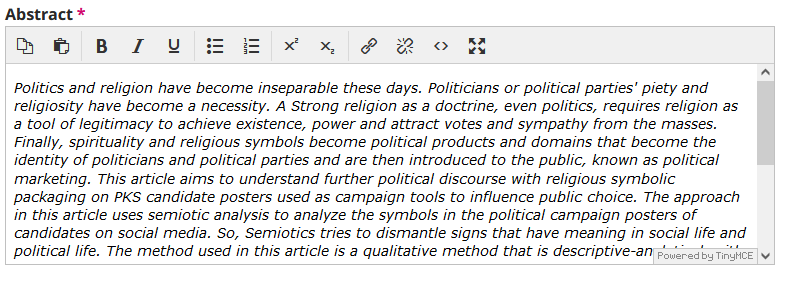 Abstract *
B I U x² x₂ <>
Politics and religion have become inseparable these days. Politicians or political parties' piety and
religiosity have become a necessity. A Strong religion as a doctrine, even politics, requires religion as
a tool of legitimacy to achieve existence, power and attract votes and sympathy from the masses.
Finally, spirituality and religious symbols become political products and domains that become the
identity of politicians and political parties and are then introduced to the public, known as political
marketing. This article aims to understand further political discourse with religious symbolic
packaging on PKS candidate posters used as campaign tools to influence public choice. The approach
in this article uses semiotic analysis to analyze the symbols in the political campaign posters of
candidates on social media. So, Semiotics tries to dismantle signs that have meaning in social life and
political life. The method used in this article is a qualitative method that is
Powered by TinyMCE